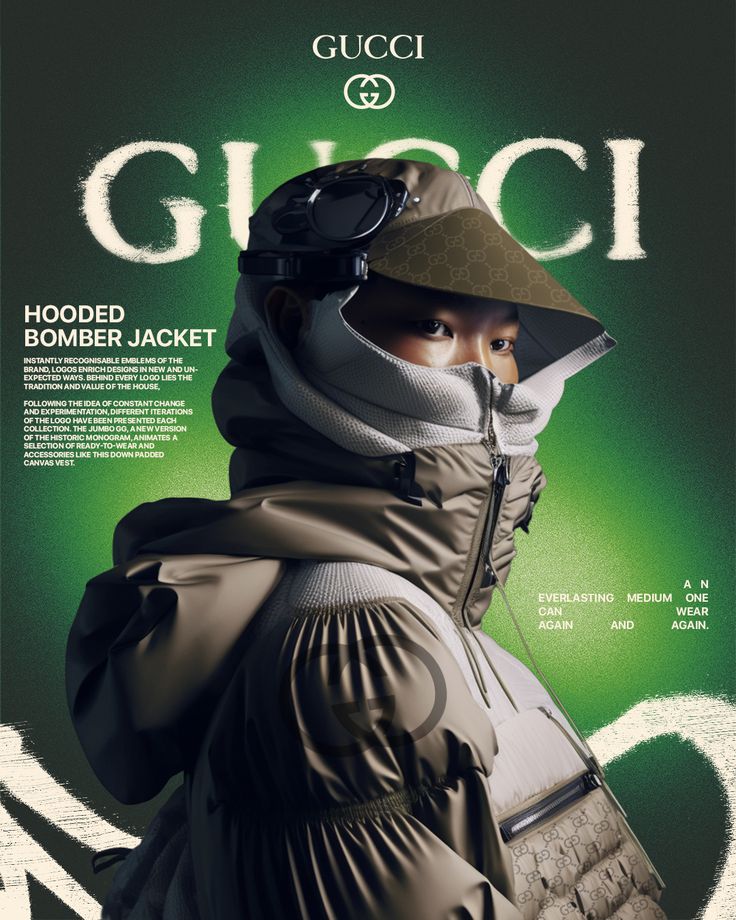 GUCCI
GUCCI
HOODED
BOMBER JACKET
INSTANTLY RECOGNISABLE EMBLEMS OF THE
BRAND, LOGOS ENRICH DESIGNS IN NEW AND UN-
EXPECTED WAYS. BEHIND EVERY LOGO LIES THE
TRADITION AND VALUE OF THE HOUSE,
FOLLOWING THE IDEA OF CONSTANT CHANGE
AND EXPERIMENTATION, DIFFERENT ITERATIONS
OF THE LOGO HAVE BEEN PRESENTED EACH
COLLECTION. THE JUMBO GG, A NEW VERSION
OF THE HISTORIC MONOGRAM, ANIMATES A
SELECTION OF READY-TO-WEAR AND
ACCESSORIES LIKE THIS DOWN PADDED
CANVAS VEST.
A N
EVERLASTING MEDIUM ONE
CAN WEAR
AGAIN AND AGAIN.